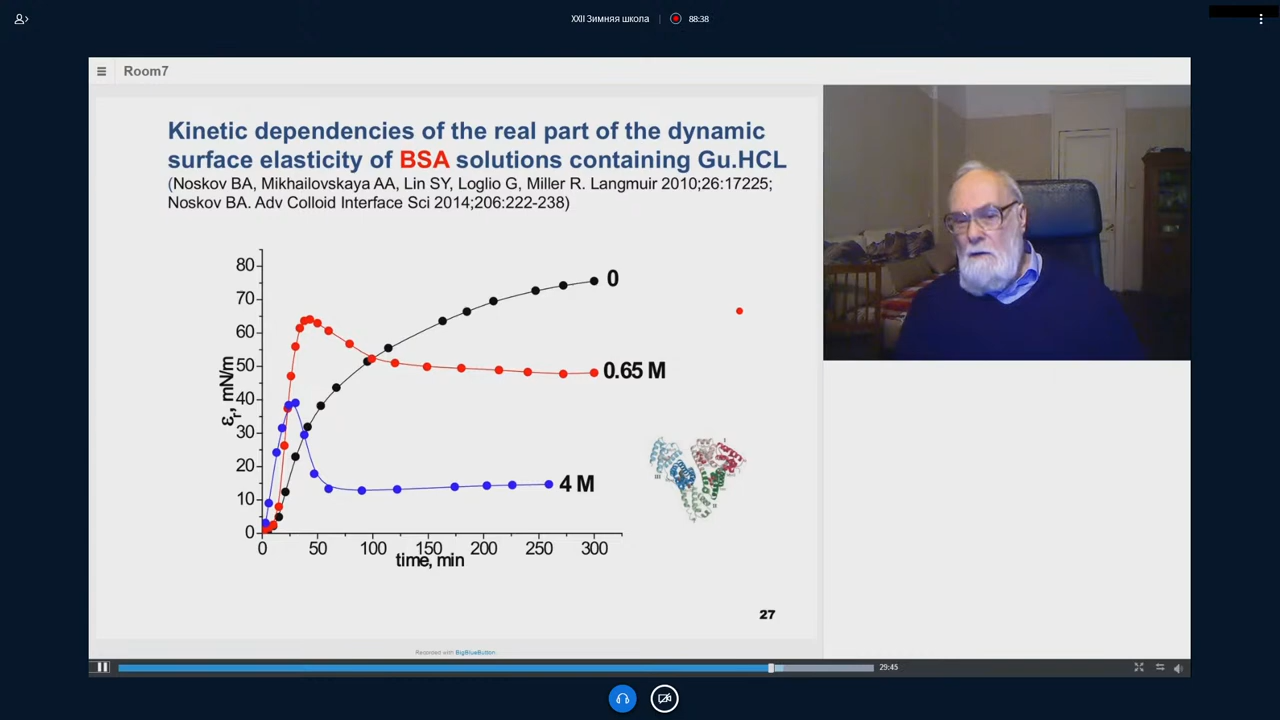 XXII Зимняя школа
88:38
Room7
Kinetic dependencies of the real part of the dynamic
surface elasticity of BSA solutions containing Gu.HCL
(Noskov BA, Mikhailovskaya AA, Lin SY, Loglio G, Miller R. Langmuir 2010;26:17225;
Noskov BA. Adv Colloid Interface Sci 2014;206:222-238)
80
70
60
50
40
30
20
10
0
εr, mN/m
0
0.65 M
4 M
0 50 100 150 200 250 300
time, min
III
I
II
27
Recorded with BigBlueButton.
29:45